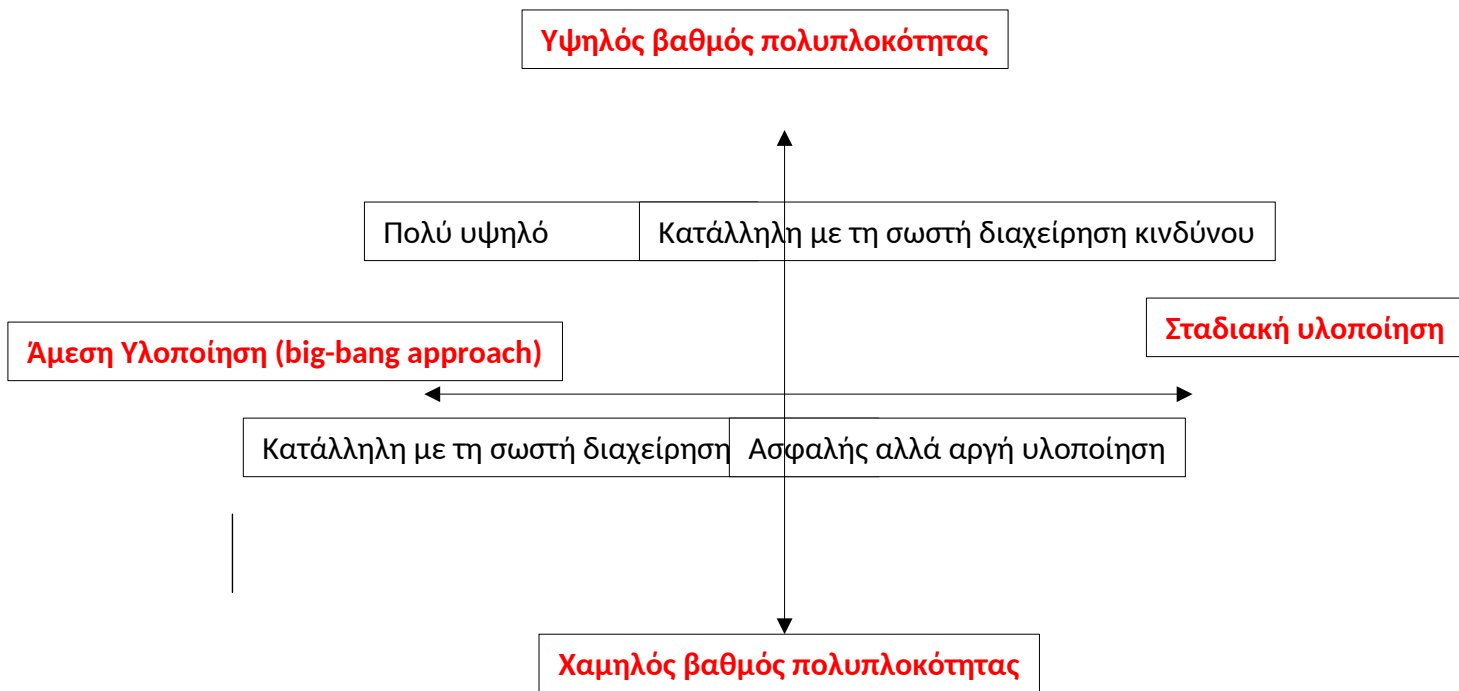 Υψηλός βαθμός πολυπλοκότητας
Πολύ υψηλό
Κατάλληλη με τη σωστή διαχείρηση κινδύνου
Σταδιακή υλοποίηση
Άμεση Υλοποίηση (big-bang approach)
Κατάλληλη με τη σωστή διαχείρηση
Ασφαλής αλλά αργή υλοποίηση
Χαμηλός βαθμός πολυπλοκότητας